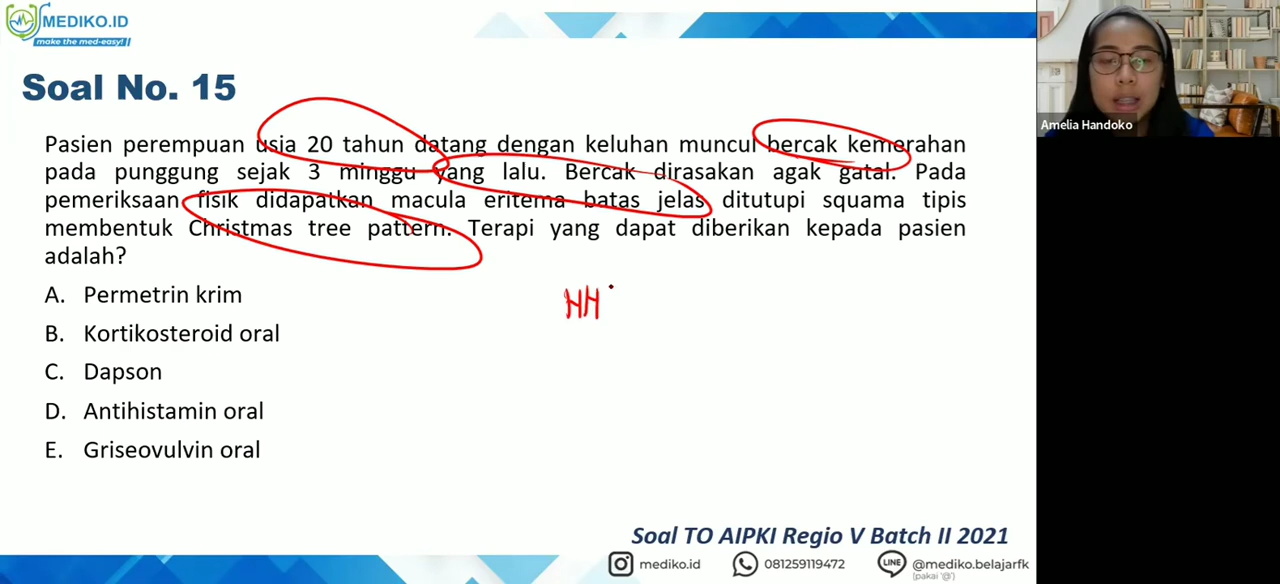 MEDIKO.ID
make the med-easy!
Amelia Handoko
Soal No. 15
Pasien perempuan usia 20 tahun datang dengan keluhan muncul bercak kemerahan
pada punggung sejak 3 minggu yang lalu. Bercak dirasakan agak gatal. Pada
pemeriksaan fisik didapatkan macula eritema batas jelas ditutupi squama tipis
membentuk Christmas tree pattern. Terapi yang dapat diberikan kepada pasien
adalah?
A. Permetrin krim
B. Kortikosteroid oral
C. Dapson
D. Antihistamin oral
E. Griseovulvin oral
HH
Soal TO AIPKI Regio V Batch II 2021
mediko.id
081259119472
LINE
@mediko.belajarfk
(pakai '@')